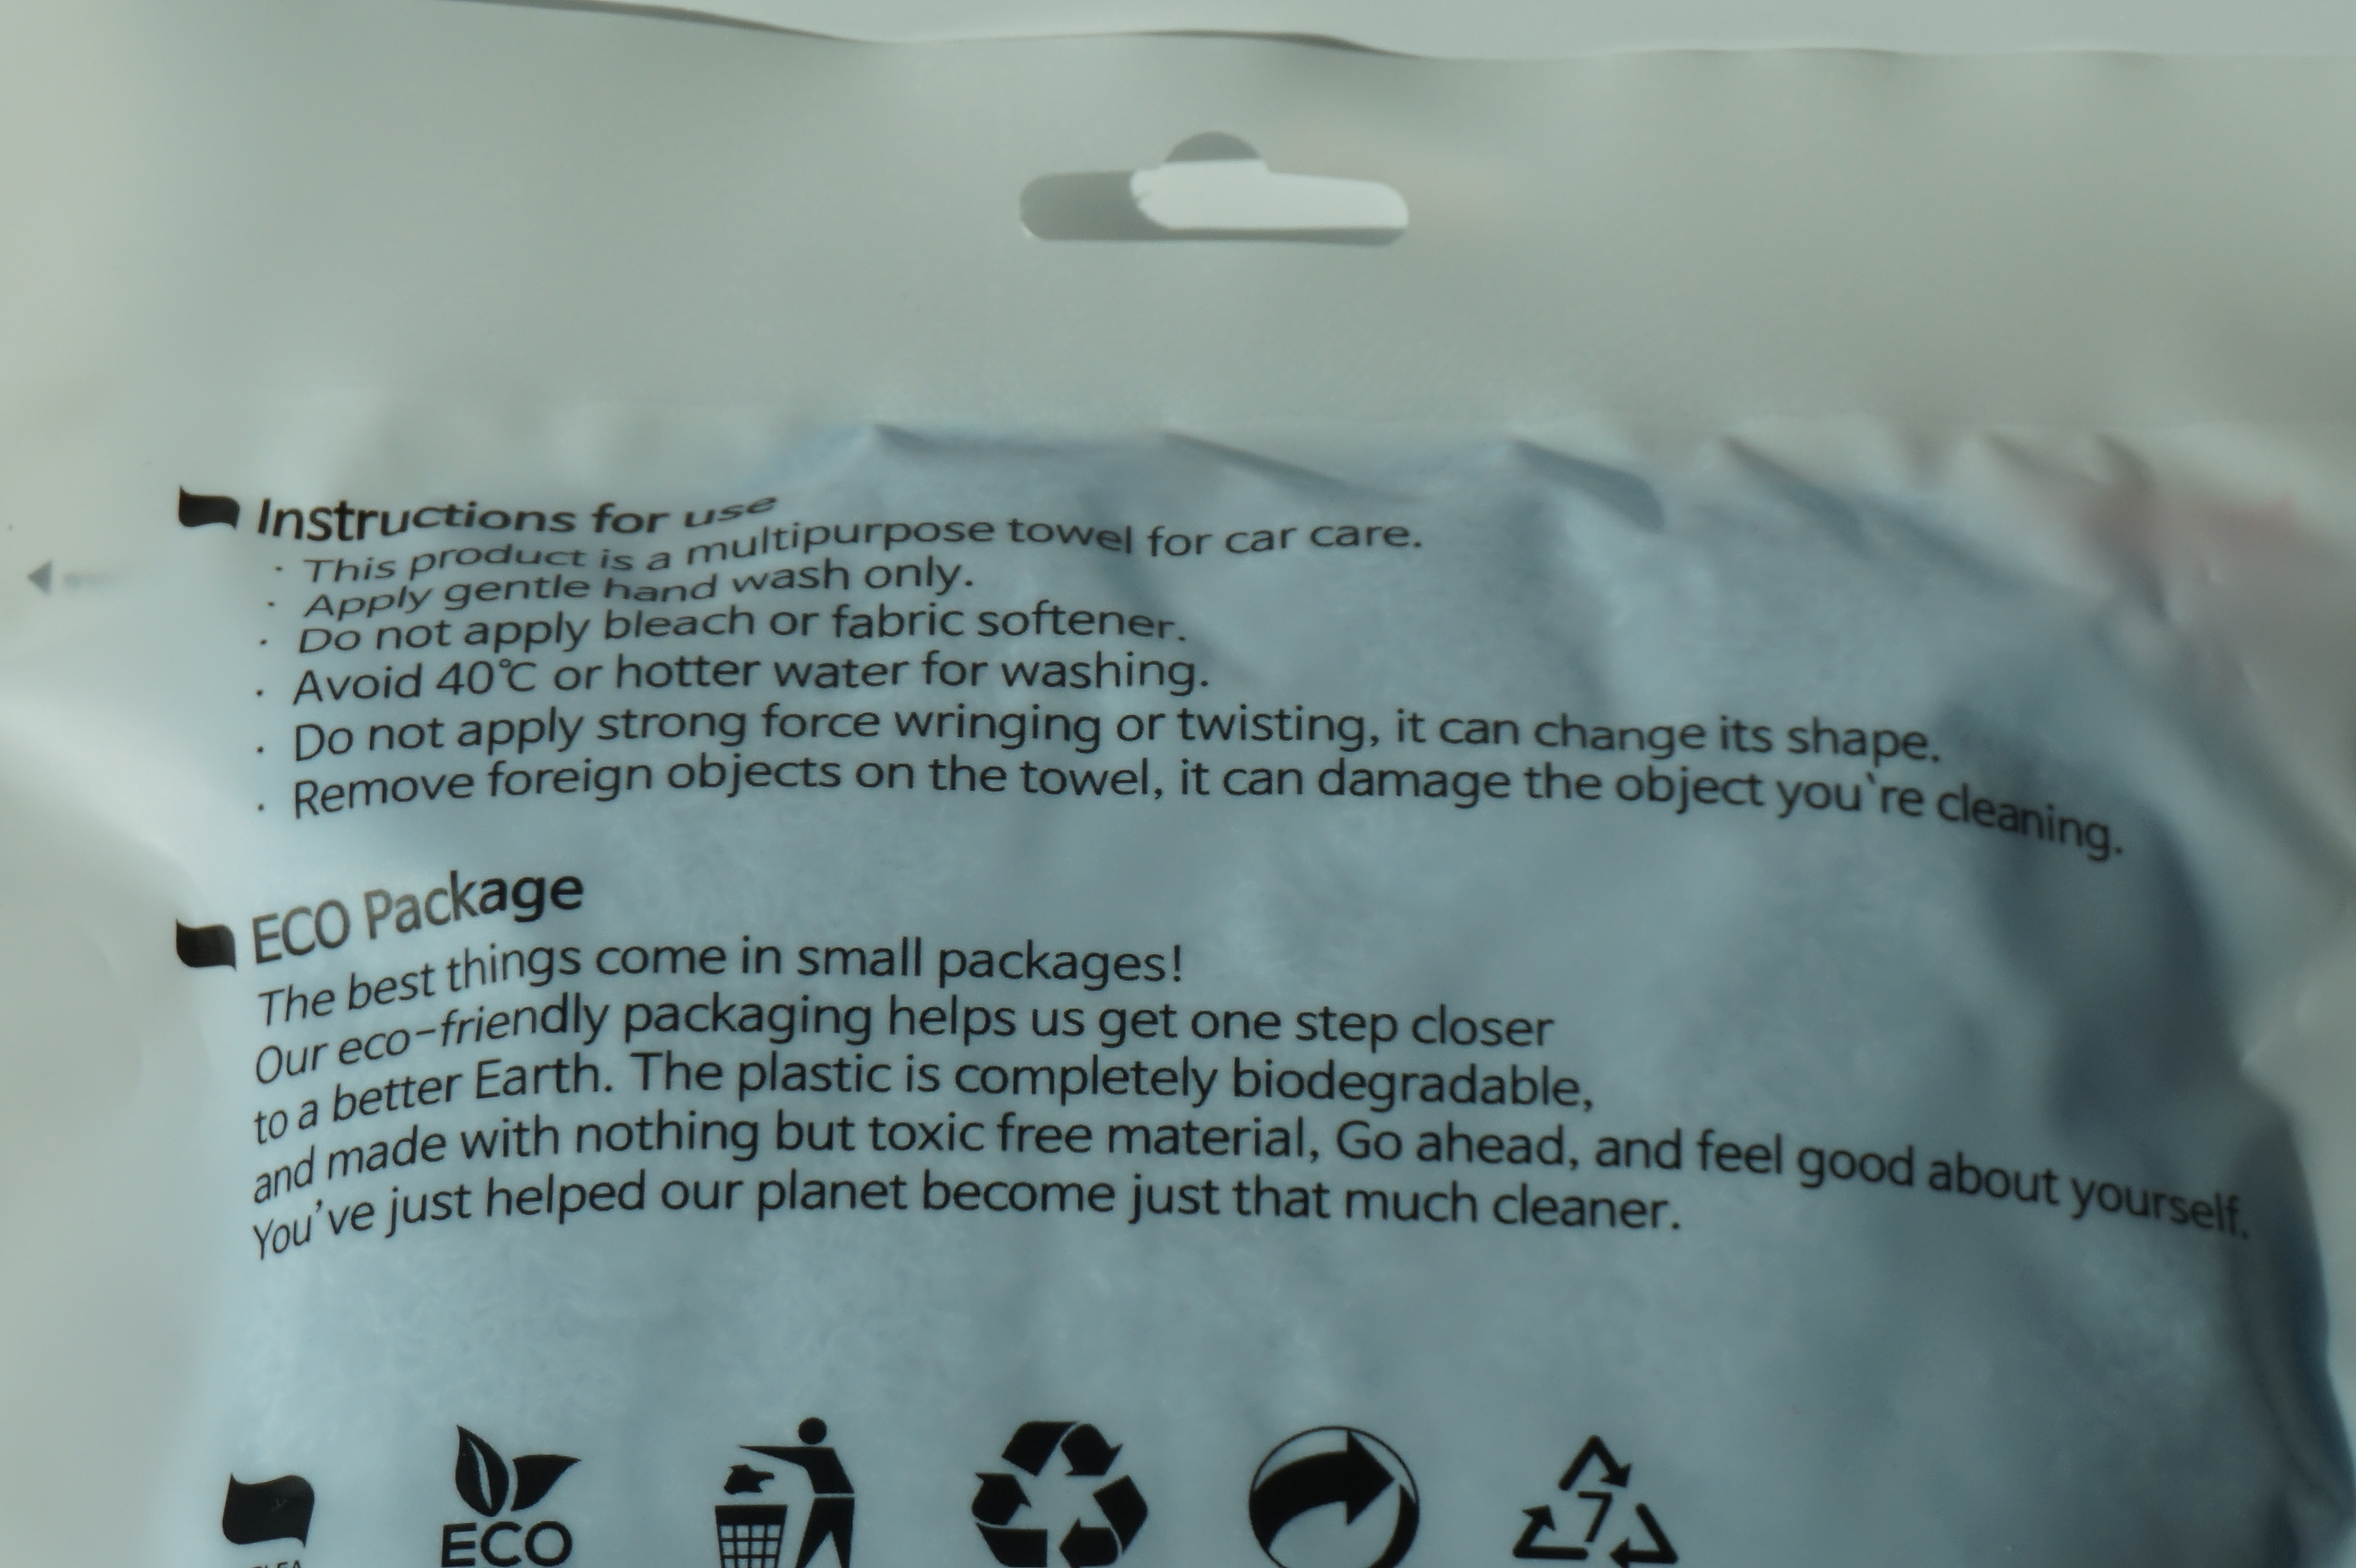 Instructions for use
· This product is a multipurpose towel for car care.
· Apply gentle hand wash only.
· Do not apply bleach or fabric softener.
· Avoid 40℃ or hotter water for washing.
· Do not apply strong force wringing or twisting, it can change its shape.
· Remove foreign objects on the towel, it can damage the object you`re cleaning.
ECO Package
The best things come in small packages!
Our eco-friendly packaging helps us get one step closer
to a better Earth. The plastic is completely biodegradable,
and made with nothing but toxic free material, Go ahead, and feel good about yourself.
You've just helped our planet become just that much cleaner.
ECO
7